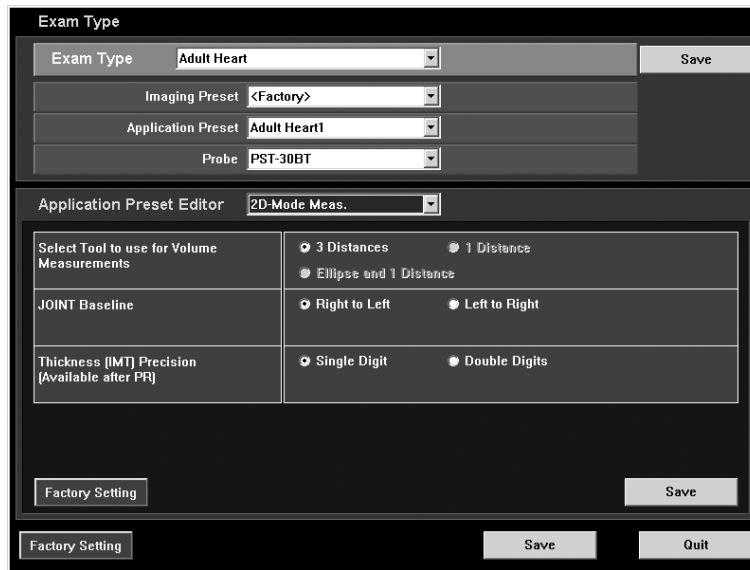 Exam Type
Exam Type Adult Heart Save
Imaging Preset <Factory>
Application Preset Adult Heart1
Probe PST-30BT
Application Preset Editor 2D-Mode Meas.
Select Tool to use for Volume Measurements
3 Distances 1 Distance
Ellipse and 1 Distance
JOINT Baseline Right to Left Left to Right
Thickness (IMT) Precision Single Digit Double Digits
(Available after PR)
Factory Setting Save
Factory Setting Save Quit